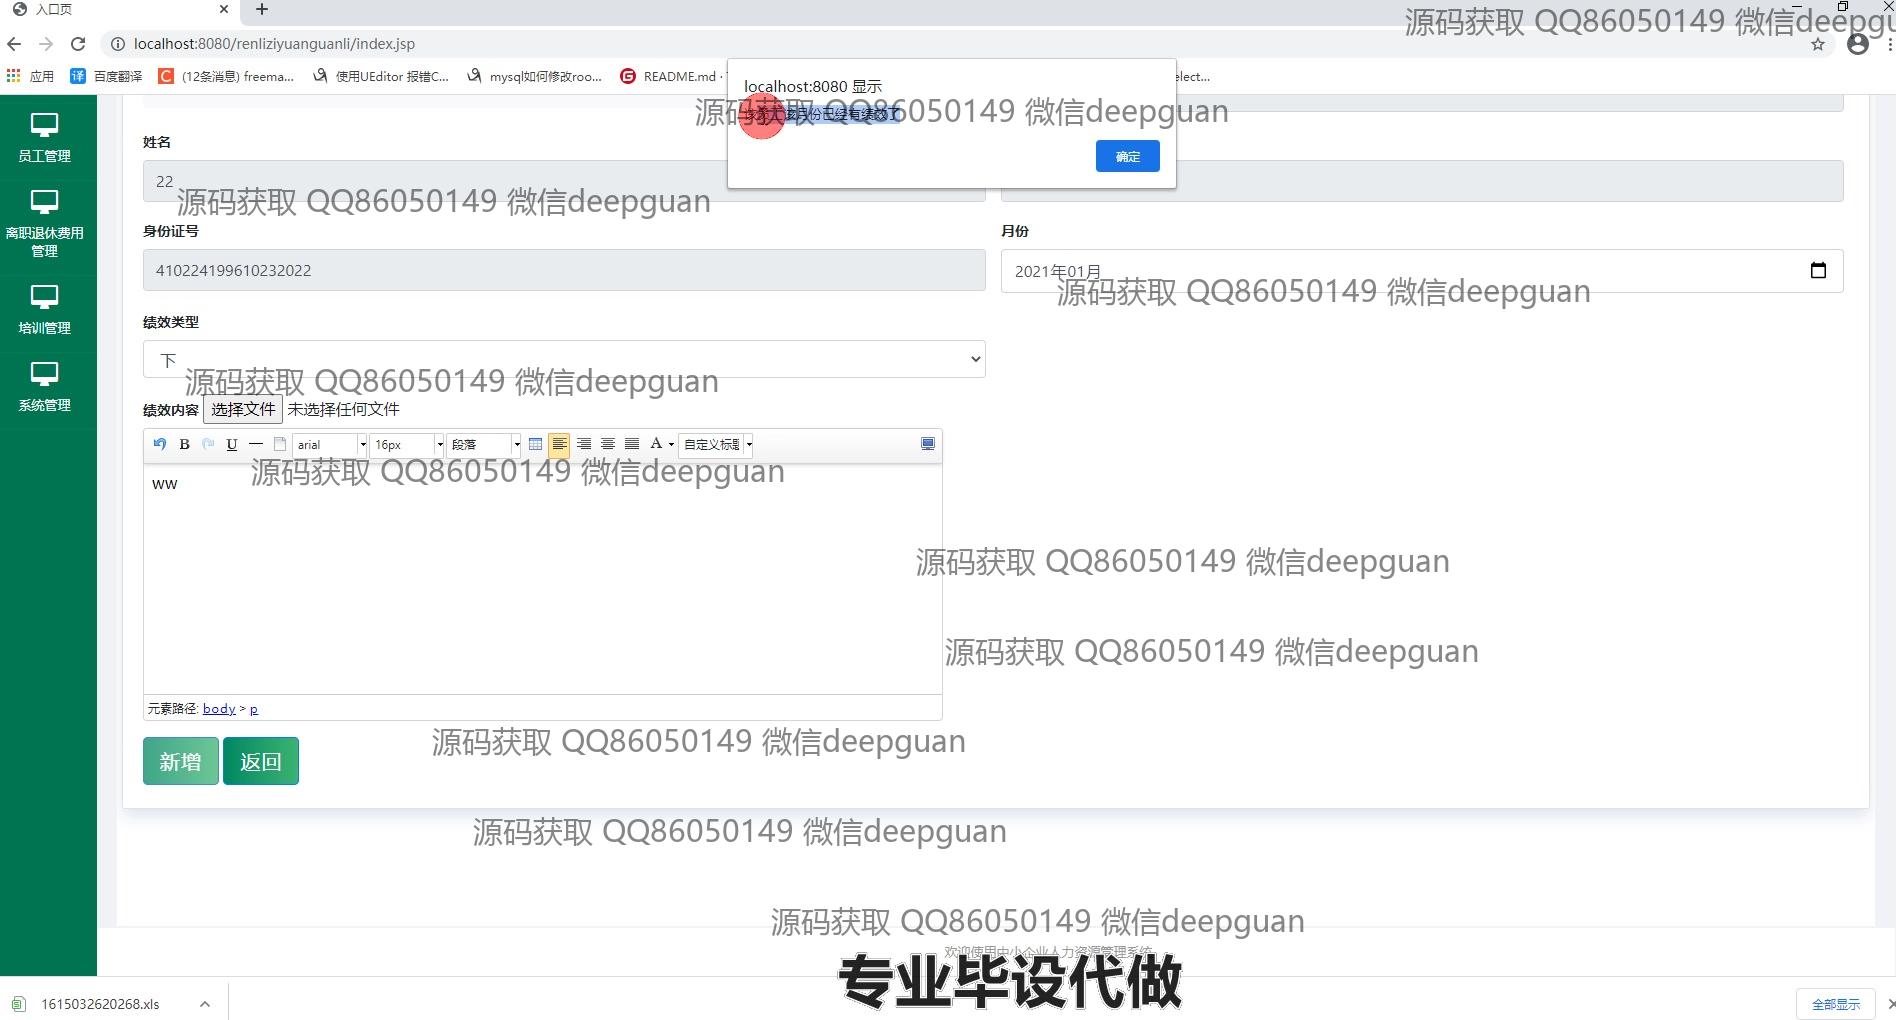 入口页
源码获取 QQ86050149 微信deepgu
localhost:8080/renliziyuanguanli/index.jsp
应用 百度翻译 (12条消息) freema... 使用UEditor 报错C... mysql如何修改roo... README.md · elect...
localhost:8080 显示
该员工该月份已经有绩效了
源码获取 QQ86050149 微信deepguan
确定
员工管理
离职退休费用
管理
培训管理
系统管理
姓名
22
源码获取 QQ86050149 微信deepguan
身份证号 月份
410224199610232022 2021年01月
源码获取 QQ86050149 微信deepguan
绩效类型
下
源码获取 QQ86050149 微信deepguan
绩效内容 选择文件 未选择任何文件
B U arial 16px 段落 A 自定义标题
源码获取 QQ86050149 微信deepguan
ww
源码获取 QQ86050149 微信deepguan
源码获取 QQ86050149 微信deepguan
元素路径: body > p
源码获取 QQ86050149 微信deepguan
新增 返回
源码获取 QQ86050149 微信deepguan
源码获取 QQ86050149 微信deepguan
欢迎使用中小企业人力资源管理系统
专业毕设代做
1615032620268.xls 全部显示